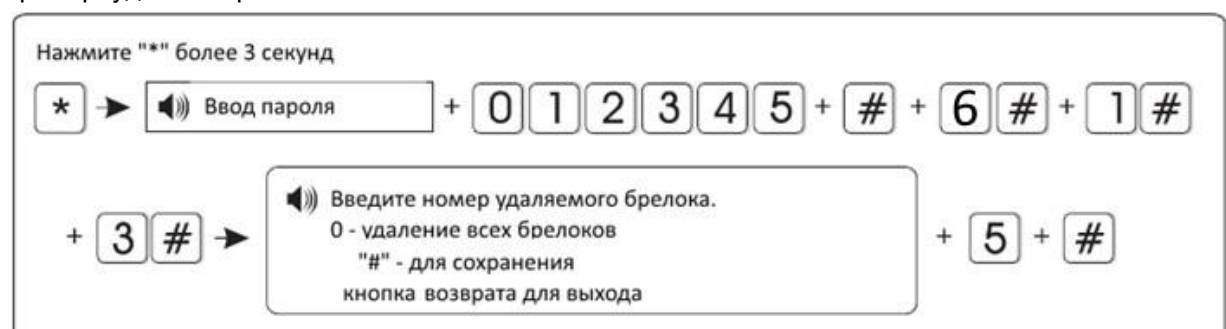 Нажмите "*" более 3 секунд
* Ввод пароля + 0 1 2 3 4 5 + # + 6 # + 1 #
+ 3 #
Введите номер удаляемого брелока.
0 - удаление всех брелоков
"#" - для сохранения
кнопка возврата для выхода
+ 5 + #